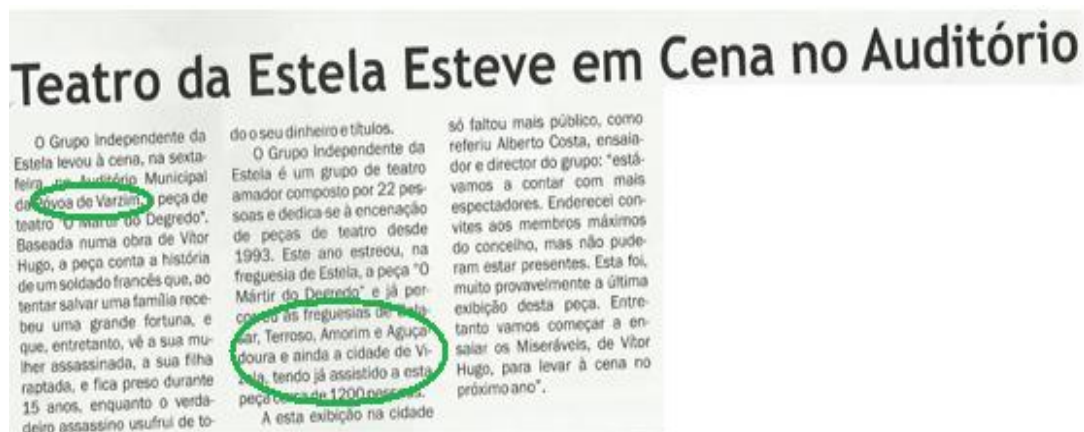 Teatro da Estela Esteve em Cena no Auditório
O Grupo Independente da
Estela levou à cena, na sexta-
feira, no Auditório Municipal
da Póvoa de Varzim, peça de
teatro "O Mártir do Degredo".
Baseada numa obra de Vítor
Hugo, a peça conta a história
de um soldado francês que, ao
tentar salvar uma família rece-
beu uma grande fortuna, e
que, entretanto, vê a sua mu-
lher assassinada, a sua filha
raptada, e fica preso durante
15 anos, enquanto o verda-
deiro assassino usufrui de to-
do o seu dinheiro e títulos.
O Grupo Independente da
Estela é um grupo de teatro
amador composto por 22 pes-
soas e dedica-se à encenação
de peças de teatro desde
1993. Este ano estreou, na
freguesia de Estela, a peça "O
Mártir do Degredo" e já per-
correu as freguesias de
sar, Terroso, Amorim e Aguça-
doura e ainda a cidade de Vi-
zela, tendo já assistido a esta
peça cerca de 1200 pessoas.
A esta exibição na cidade
só faltou mais público, como
referiu Alberto Costa, ensaia-
dor e director do grupo: "está-
vamos a contar com mais
espectadores. Enderecei con-
vites aos membros máximos
do concelho, mas não pude-
ram estar presentes. Esta foi,
muito provavelmente a última
exibição desta peça. Entre-
tanto vamos começar a en-
saiar os Miseráveis, de Vítor
Hugo, para levar à cena no
próximo ano".